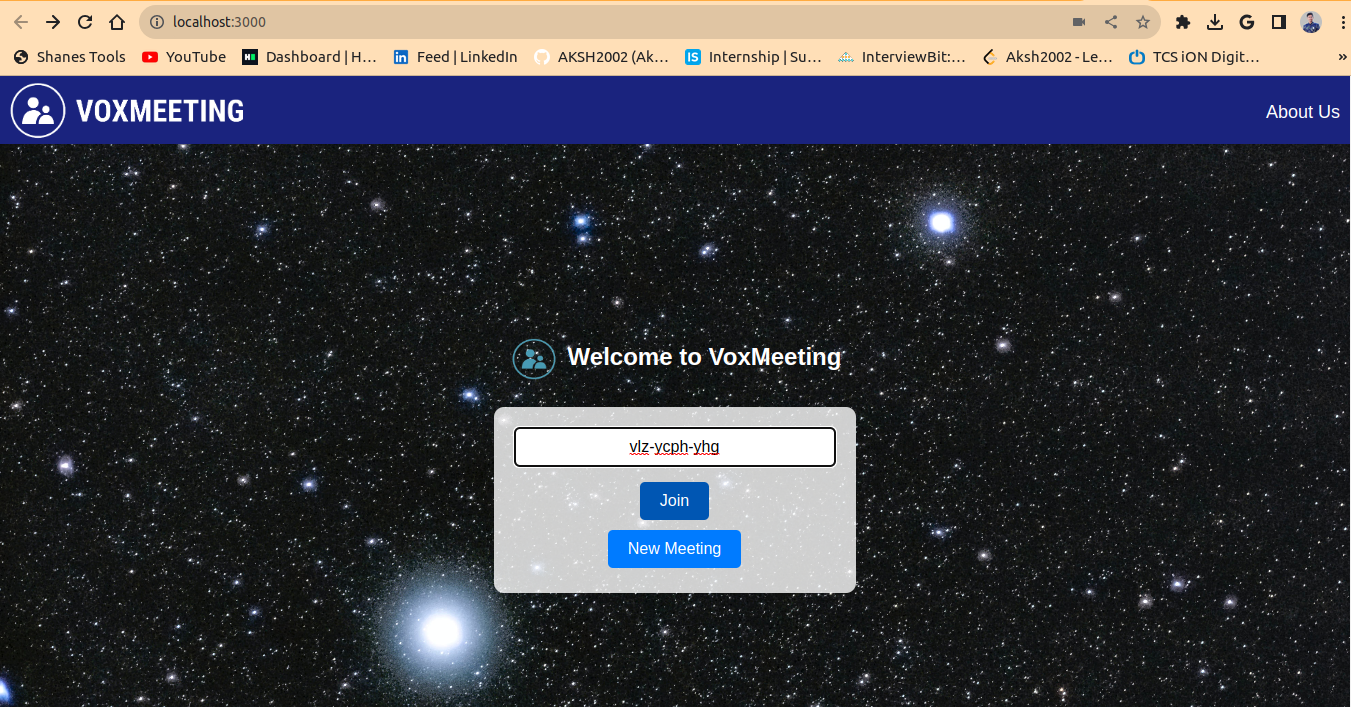 localhost:3000
Shanes Tools YouTube Dashboard | H... Feed | LinkedIn AKSH2002 (Ak... Internship | Su... InterviewBit:... Aksh2002 - Le... TCS iON Digit... »
VOXMEETING About Us
Welcome to VoxMeeting
vlz-ycph-yhg
Join
New Meeting